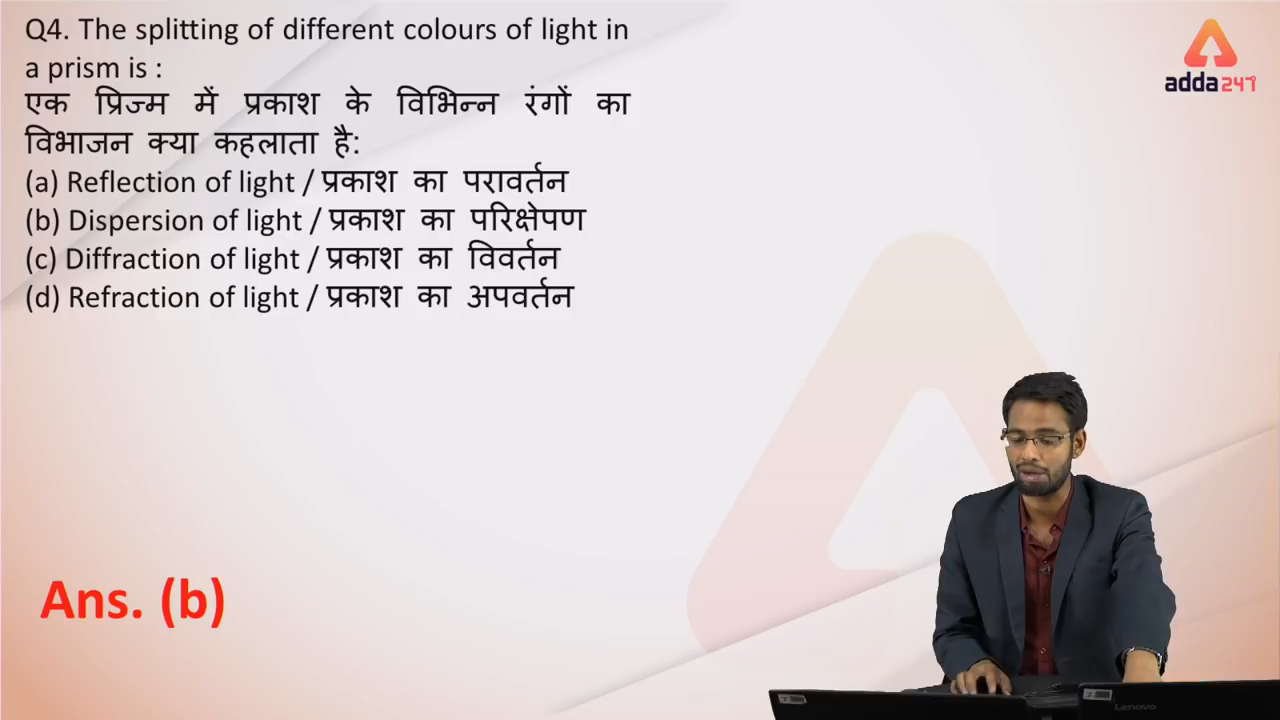 Q4. The splitting of different colours of light in
a prism is :
एक प्रिज्म में प्रकाश के विभिन्न रंगों का
विभाजन क्या कहलाता है:
(a) Reflection of light / प्रकाश का परावर्तन
(b) Dispersion of light / प्रकाश का परिक्षेपण
(c) Diffraction of light / प्रकाश का विवर्तन
(d) Refraction of light / प्रकाश का अपवर्तन
Ans. (b)
adda247
Lenovo